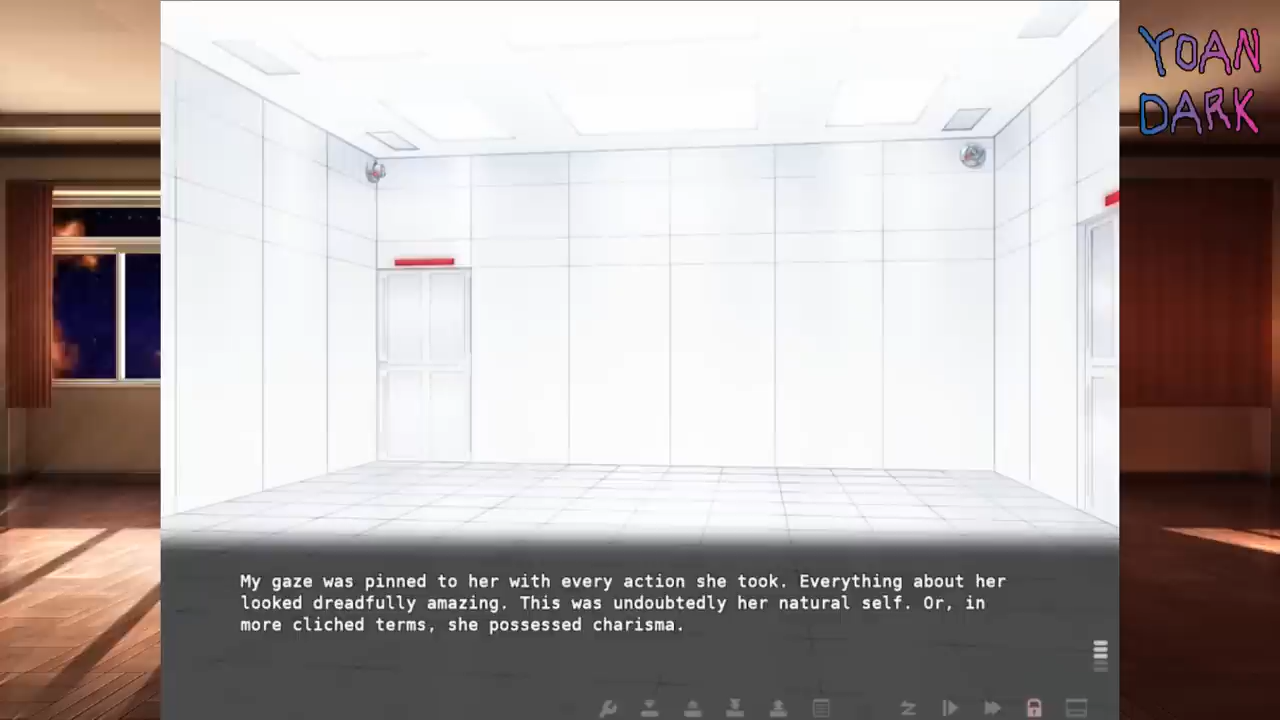 YOAN
DARK
My gaze was pinned to her with every action she took. Everything about her
looked dreadfully amazing. This was undoubtedly her natural self. Or, in
more cliched terms, she possessed charisma.